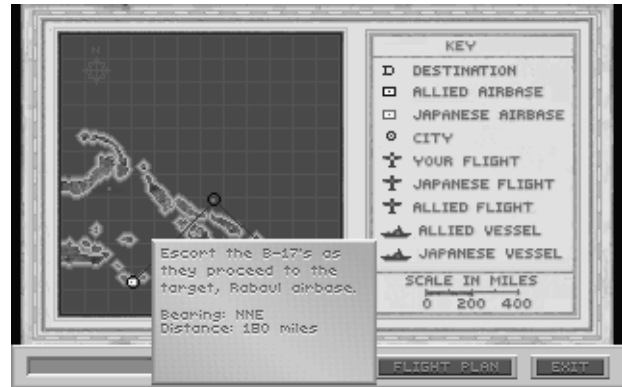 N
KEY
D DESTINATION
ALLIED AIRBASE
JAPANESE AIRBASE
CITY
YOUR FLIGHT
JAPANESE FLIGHT
ALLIED FLIGHT
ALLIED VESSEL
JAPANESE VESSEL
SCALE IN MILES
0 200 400
Escort the B-17's as
they proceed to the
target, Rabaul airbase.
Bearing: NNE
Distance: 180 miles
FLIGHT PLAN
EXIT